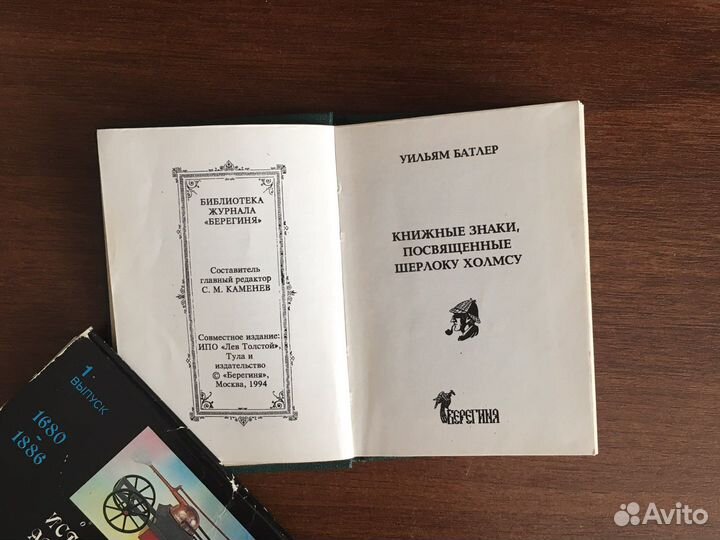 БИБЛИОТЕКА
ЖУРНАЛА
«БЕРЕГИНЯ»
Составитель
главный редактор
С. М. КАМЕНЕВ
Совместное издание:
ИПО «Лев Толстой».
Тула и
издательство
© «Берегиня»,
Москва, 1994
УИЛЬЯМ БАТЛЕР
КНИЖНЫЕ ЗНАКИ,
ПОСВЯЩЕННЫЕ
ШЕРЛОКУ ХОЛМСУ
БЕРЕГИНЯ
1
ВЫПУСК
1680
-
1886
Avito